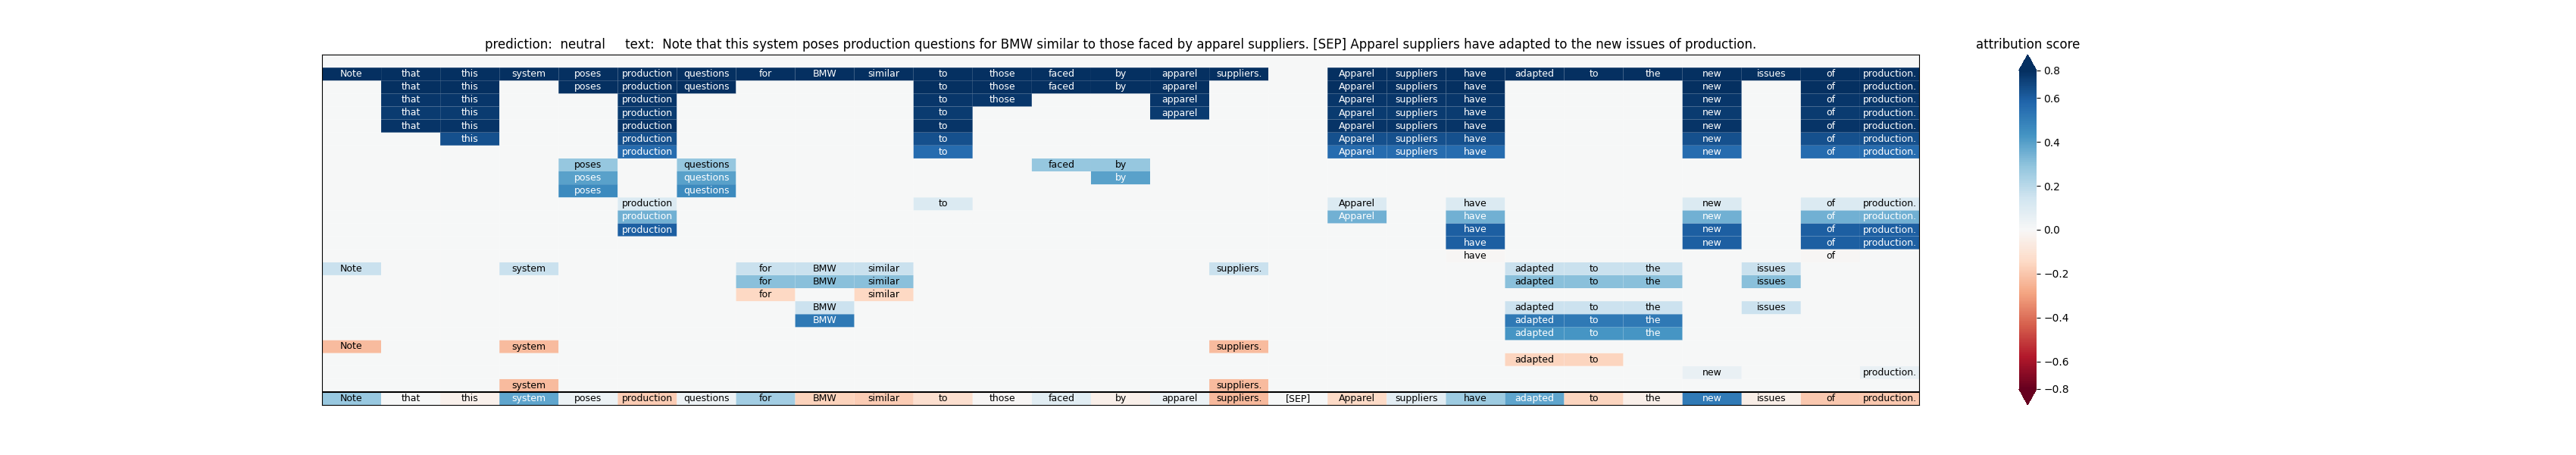 prediction:  neutral     text:  Note that this system poses production questions for BMW similar to those faced by apparel suppliers. [SEP] Apparel suppliers have adapted to the new issues of production.
attribution score
Note that this system poses production questions for BMW similar to those faced by apparel suppliers. Apparel suppliers have adapted to the new issues of production.
that this poses production questions to those faced by apparel Apparel suppliers have new of production.
that this production to those apparel Apparel suppliers have new of production.
that this production to apparel Apparel suppliers have new of production.
that this production to Apparel suppliers have new of production.
this production to Apparel suppliers have new of production.
production to Apparel suppliers have new of production.
poses questions faced by
poses questions by
poses questions
production to Apparel have new of production.
production Apparel have new of production.
production have new of production.
have new of production.
have of
Note system for BMW similar suppliers. adapted to the issues
for BMW similar adapted to the issues
for similar
BMW adapted to the issues
BMW adapted to the
adapted to the
Note system suppliers.
adapted to
new production.
system suppliers.
Note that this system poses production questions for BMW similar to those faced by apparel suppliers. [SEP] Apparel suppliers have adapted to the new issues of production.
0.8
0.6
0.4
0.2
0.0
−0.2
−0.4
−0.6
−0.8